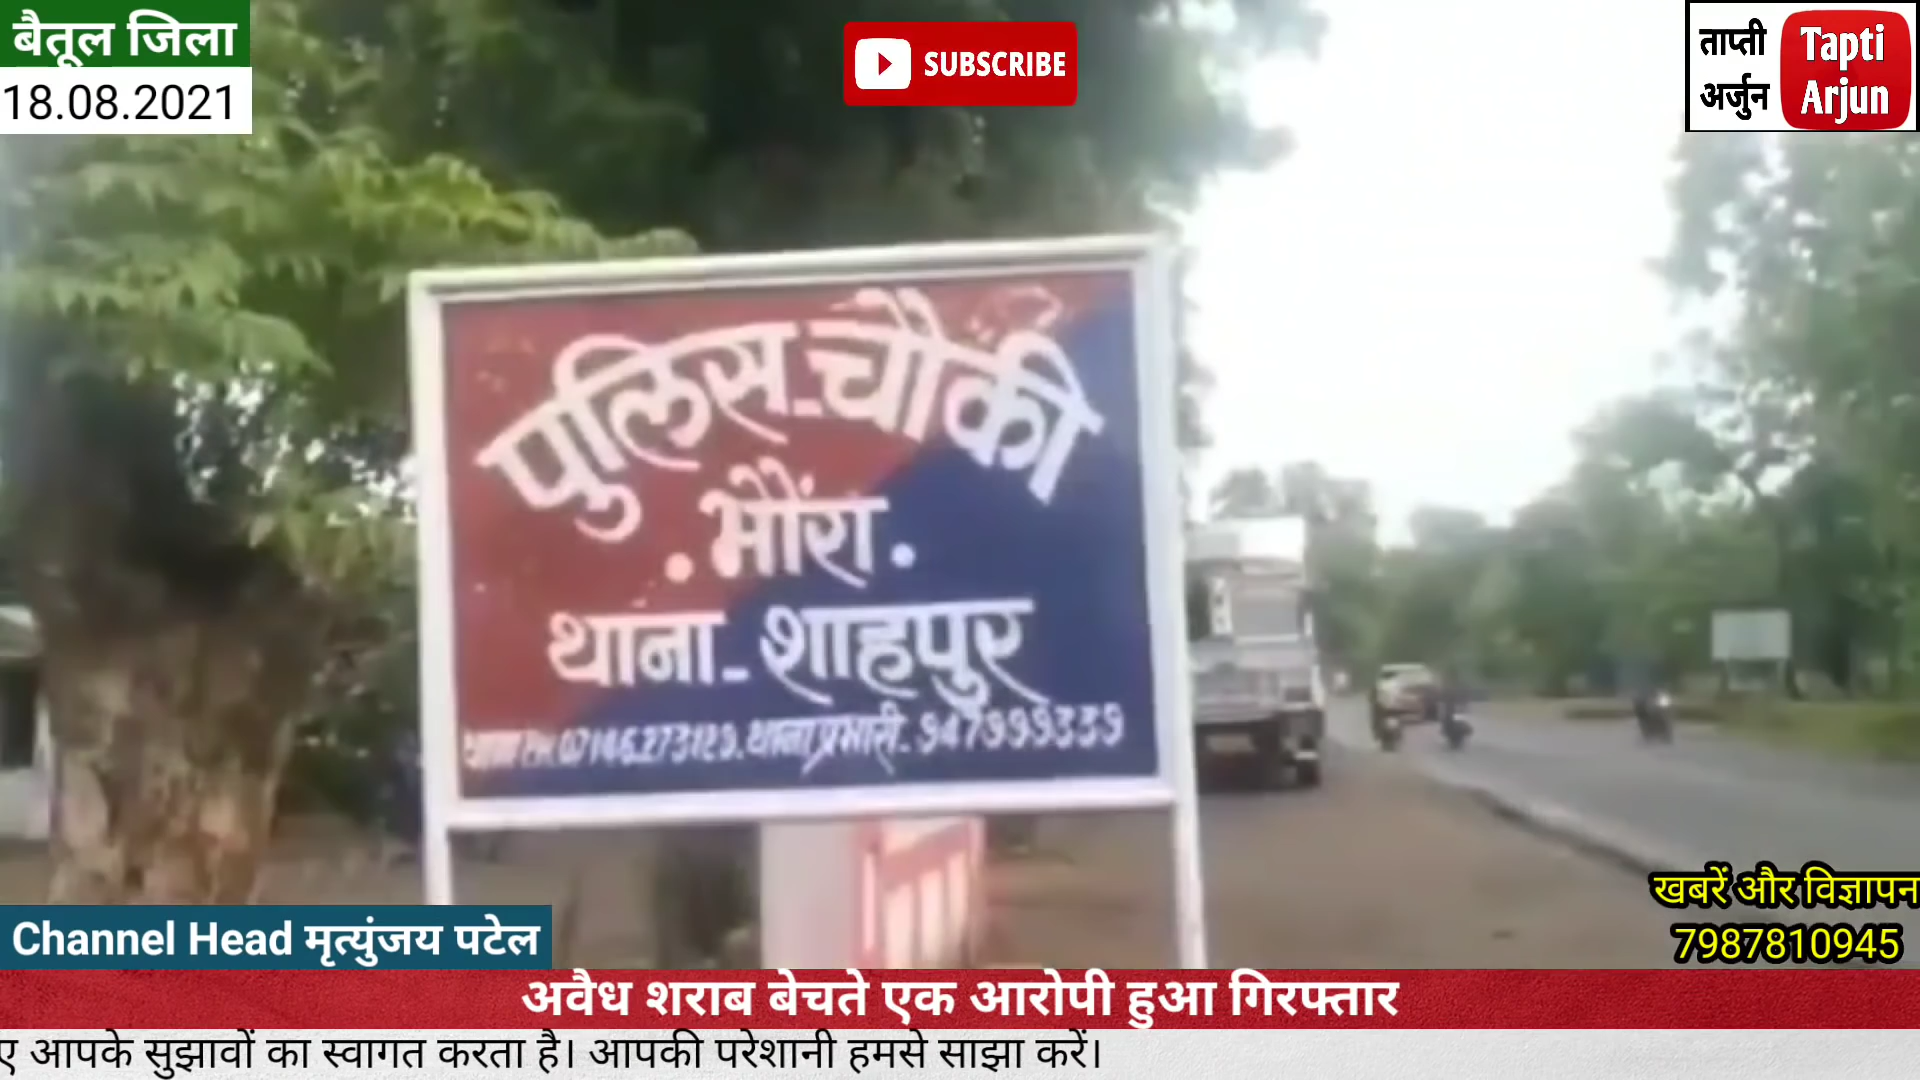 बैतूल जिला
18.08.2021
SUBSCRIBE
ताप्ती
अर्जुन
Tapti
Arjun
पुलिस-चौकी
. भौंरा .
थाना - शाहपुर
थाना PH. 07146.273129. थाना प्रभारी-
खबरें और विज्ञापन
7987810945
Channel Head मृत्युंजय पटेल
अवैध शराब बेचते एक आरोपी हुआ गिरफ्तार
ए आपके सुझावों का स्वागत करता है। आपकी परेशानी हमसे साझा करें।